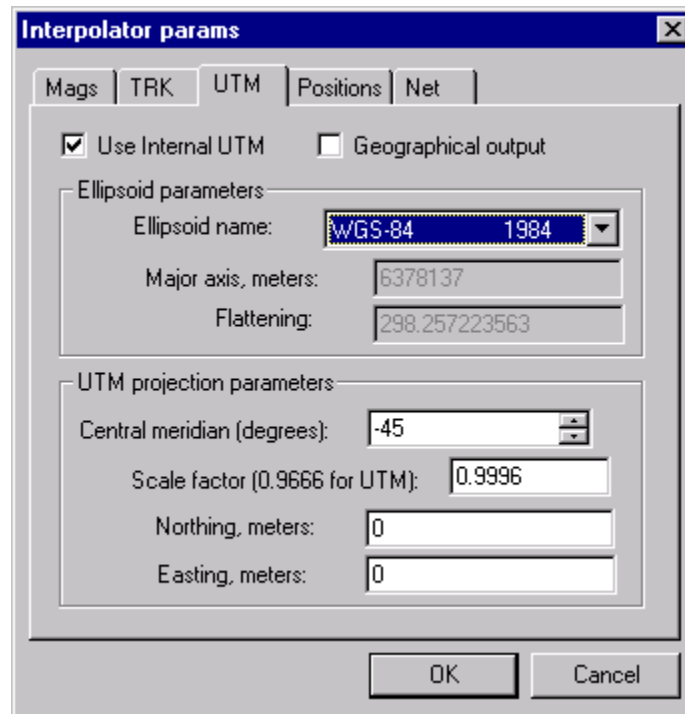 Interpolator params
Mags TRK UTM Positions Net
Use Internal UTM Geographical output
Ellipsoid parameters
Ellipsoid name: WGS-84 1984
Major axis, meters: 6378137
Flattening: 298.257223563
UTM projection parameters
Central meridian (degrees): -45
Scale factor (0.9666 for UTM): 0.9996
Northing, meters: 0
Easting, meters: 0
OK Cancel